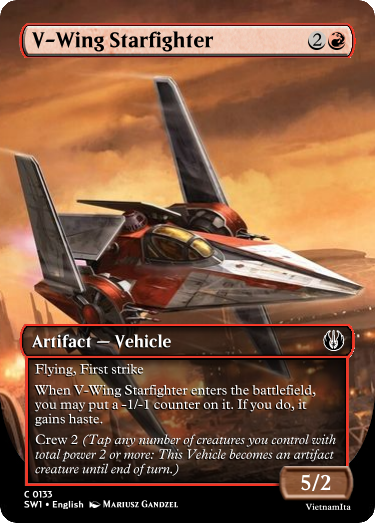 V-Wing Starfighter 2
Artifact — Vehicle
Flying, First strike
When V-Wing Starfighter enters the battlefield,
you may put a -1/-1 counter on it. If you do, it
gains haste.
Crew 2 (Tap any number of creatures you control with
total power 2 or more: This Vehicle becomes an artifact
creature until end of turn.)
5/2
C 0133
SW1 • English Mariusz Gandzel
VietnamIta